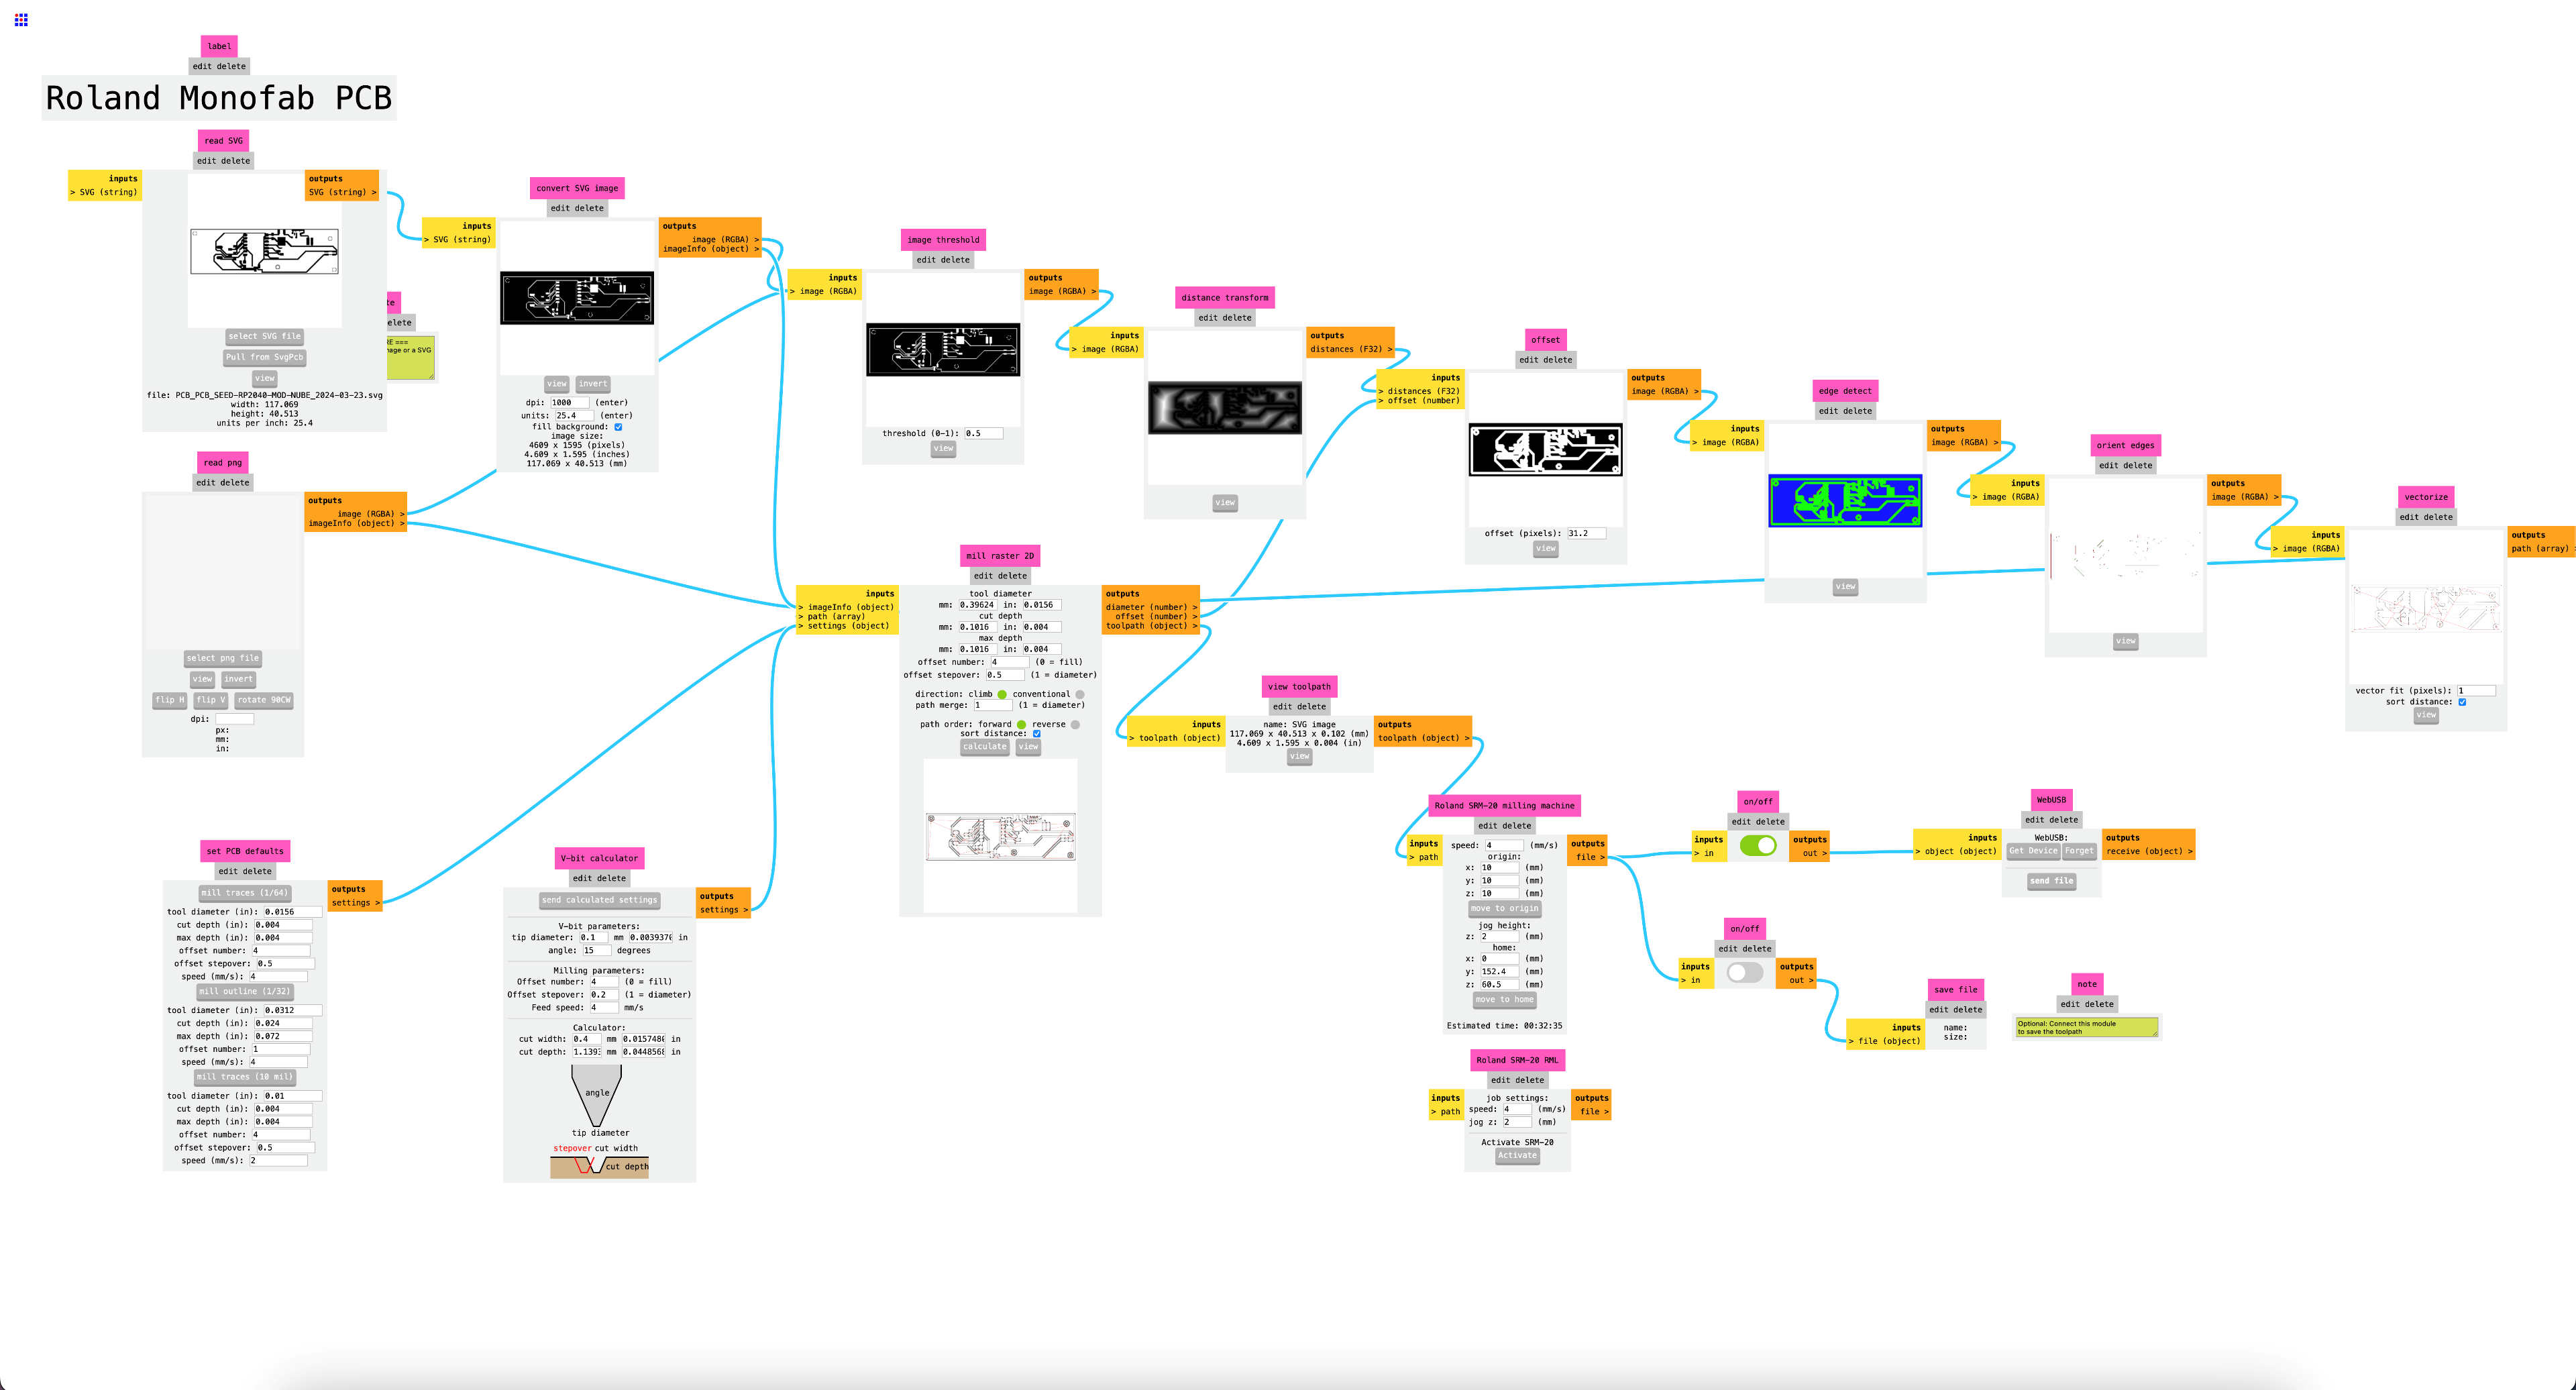 label
edit delete
Roland Monofab PCB
read SVG
edit delete
inputs
> SVG (string)
outputs
SVG (string) >
select SVG file
Pull from SvgPcb
view
file: PCB_PCB_SEED-RP2040-MOD-NUBE_2024-03-23.svg
width: 117.069
height: 40.513
units per inch: 25.4
te
elete
RE ===
mage or a SVG
read png
edit delete
outputs
image (RGBA) >
imageInfo (object) >
select png file
view invert
flip H flip V rotate 90CW
dpi:
px:
mm:
in:
convert SVG image
edit delete
inputs
> SVG (string)
outputs
image (RGBA) >
imageInfo (object) >
view invert
dpi: 1000 (enter)
units: 25.4 (enter)
fill background:
image size:
4609 x 1595 (pixels)
4.609 x 1.595 (inches)
117.069 x 40.513 (mm)
image threshold
edit delete
inputs
> image (RGBA)
outputs
image (RGBA) >
threshold (0-1): 0.5
view
distance transform
edit delete
inputs
> image (RGBA)
outputs
distances (F32) >
view
offset
edit delete
inputs
> distances (F32)
> offset (number)
outputs
image (RGBA) >
offset (pixels): 31.2
view
edge detect
edit delete
inputs
> image (RGBA)
outputs
image (RGBA) >
view
orient edges
edit delete
inputs
> image (RGBA)
outputs
image (RGBA) >
view
vectorize
edit delete
inputs
> image (RGBA)
outputs
path (array) >
vector fit (pixels): 1
sort distance:
view
mill raster 2D
edit delete
inputs
> imageInfo (object)
> path (array)
> settings (object)
outputs
diameter (number) >
offset (number) >
toolpath (object) >
tool diameter
mm: 0.39624 in: 0.0156
cut depth
mm: 0.1016 in: 0.004
max depth
mm: 0.1016 in: 0.004
offset number: 4 (0 = fill)
offset stepover: 0.5 (1 = diameter)
direction: climb conventional
path merge: 1 (1 = diameter)
path order: forward reverse
sort distance:
calculate view
view toolpath
edit delete
inputs
> toolpath (object)
name: SVG image
117.069 x 40.513 x 0.102 (mm)
4.609 x 1.595 x 0.004 (in)
view
outputs
toolpath (object) >
set PCB defaults
edit delete
outputs
settings >
mill traces (1/64)
tool diameter (in): 0.0156
cut depth (in): 0.004
max depth (in): 0.004
offset number: 4
offset stepover: 0.5
speed (mm/s): 4
mill outline (1/32)
tool diameter (in): 0.0312
cut depth (in): 0.024
max depth (in): 0.072
offset number: 1
speed (mm/s): 4
mill traces (10 mil)
tool diameter (in): 0.01
cut depth (in): 0.004
max depth (in): 0.004
offset number: 4
offset stepover: 0.5
speed (mm/s): 2
V-bit calculator
edit delete
outputs
settings >
send calculated settings
V-bit parameters:
tip diameter: 0.1 mm 0.0039370 in
angle: 15 degrees
Milling parameters:
Offset number: 4 (0 = fill)
Offset stepover: 0.2 (1 = diameter)
Feed speed: 4 mm/s
Calculator:
cut width: 0.4 mm 0.0157480 in
cut depth: 1.1393 mm 0.0448568 in
angle
tip diameter
stepover cut width
cut depth
Roland SRM-20 milling machine
edit delete
inputs
> path
outputs
file >
speed: 4 (mm/s)
origin:
x: 10 (mm)
y: 10 (mm)
z: 10 (mm)
move to origin
jog height:
z: 2 (mm)
home:
x: 0 (mm)
y: 152.4 (mm)
z: 60.5 (mm)
move to home
Estimated time: 00:32:35
Roland SRM-20 RML
edit delete
inputs
> path
outputs
file >
job settings:
speed: 4 (mm/s)
jog z: 2 (mm)
Activate SRM-20
Activate
on/off
edit delete
inputs
> in
outputs
out >
WebUSB
edit delete
inputs
> object (object)
WebUSB:
Get Device Forget
send file
outputs
receive (object) >
on/off
edit delete
inputs
> in
outputs
out >
save file
edit delete
inputs
> file (object)
name:
size:
note
edit delete
Optional: Connect this module
to save the toolpath